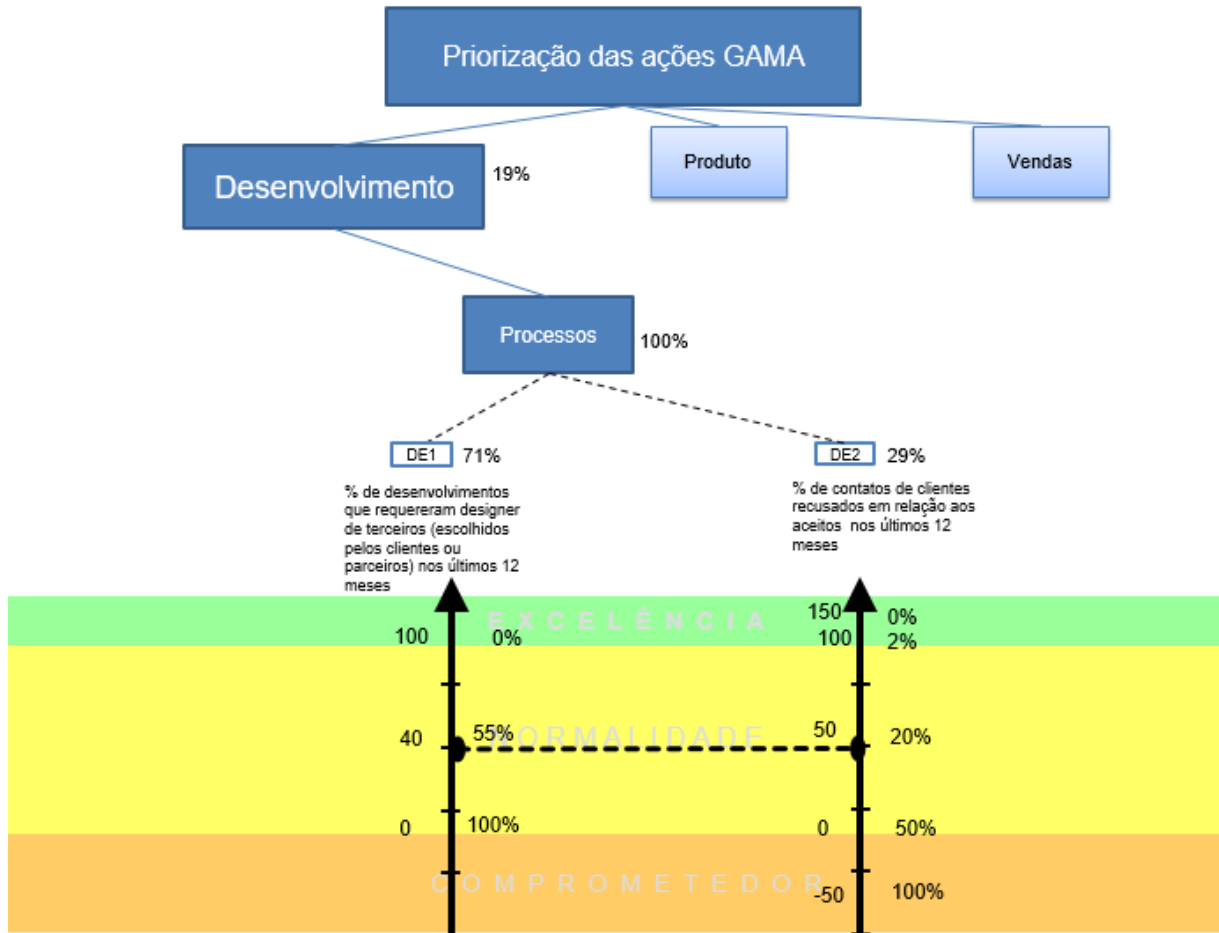 Priorização das ações GAMA
Desenvolvimento
19%
Produto
Vendas
Processos
100%
DE1
71%
DE2
29%
% de desenvolvimentos
que requereram designer
de terceiros (escolhidos
pelos clientes ou
parceiros) nos últimos 12
meses
% de contatos de clientes
recusados em relação aos
aceitos nos últimos 12
meses
EXCELÊNCIA
150
0%
100
0%
100
2%
NORMALIDADE
40
55%
50
20%
0
100%
0
50%
COMPROMETEDOR
-50
100%